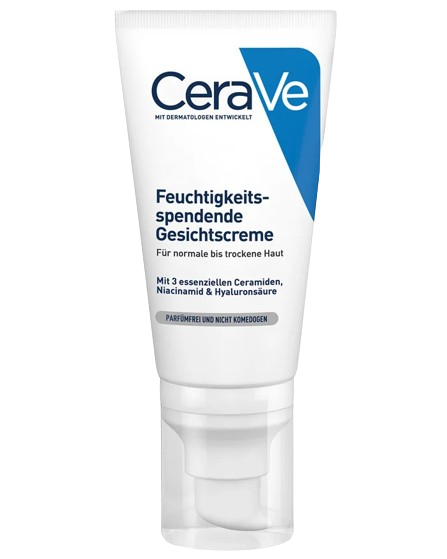 CeraVe
MIT DERMATOLOGEN ENTWICKELT
Feuchtigkeits-
spendende
Gesichtscreme
Für normale bis trockene Haut
Mit 3 essenziellen Ceramiden,
Niacinamid & Hyaluronsäure
PARFÜMFREI UND NICHT KOMEDOGEN